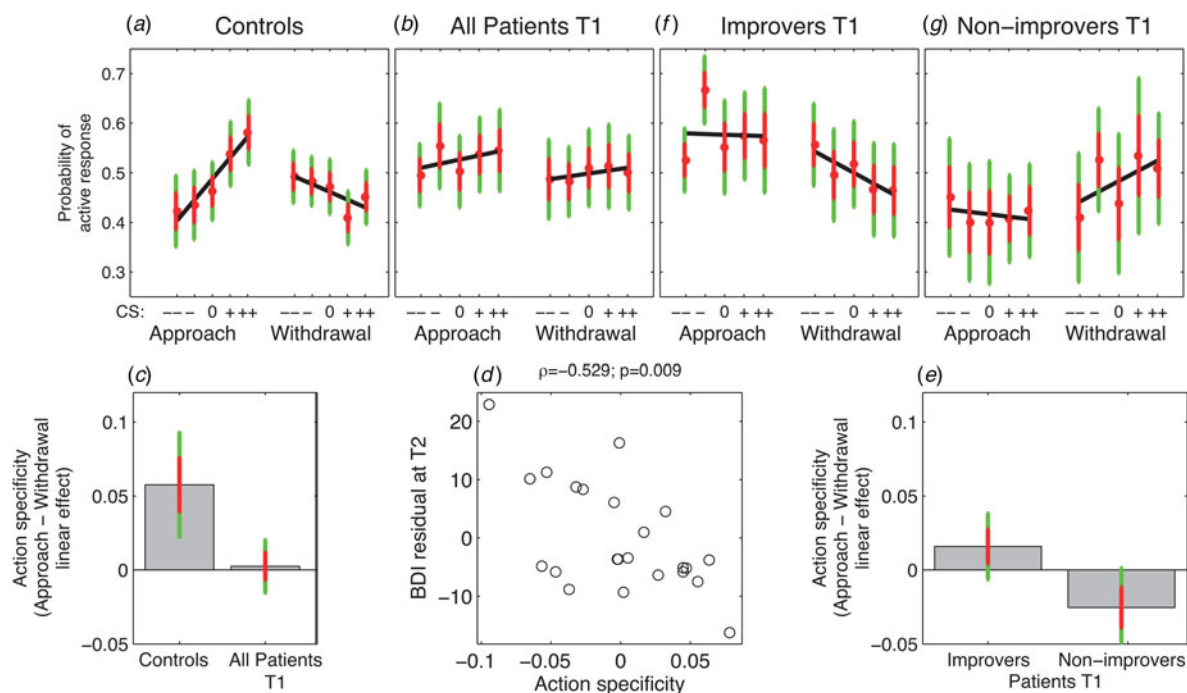 (a) Controls
(b) All Patients T1
(f) Improvers T1
(g) Non-improvers T1
Probability of
active response
0.7
0.6
0.5
0.4
0.3
CS: −− − 0 + ++ −− − 0 + ++
−− − 0 + ++ −− − 0 + ++
−− − 0 + ++ −− − 0 + ++
−− − 0 + ++ −− − 0 + ++
Approach Withdrawal
Approach Withdrawal
Approach Withdrawal
Approach Withdrawal
(c)
Action specificity
(Approach − Withdrawal
linear effect)
0.1
0.05
0
−0.05
Controls All Patients
T1
(d)
ρ=−0.529; p=0.009
BDI residual at T2
20
10
0
−10
−0.1 −0.05 0 0.05
Action specificity
(e)
Action specificity
(Approach − Withdrawal
linear effect)
0.1
0.05
0
−0.05
Improvers Non−improvers
Patients T1